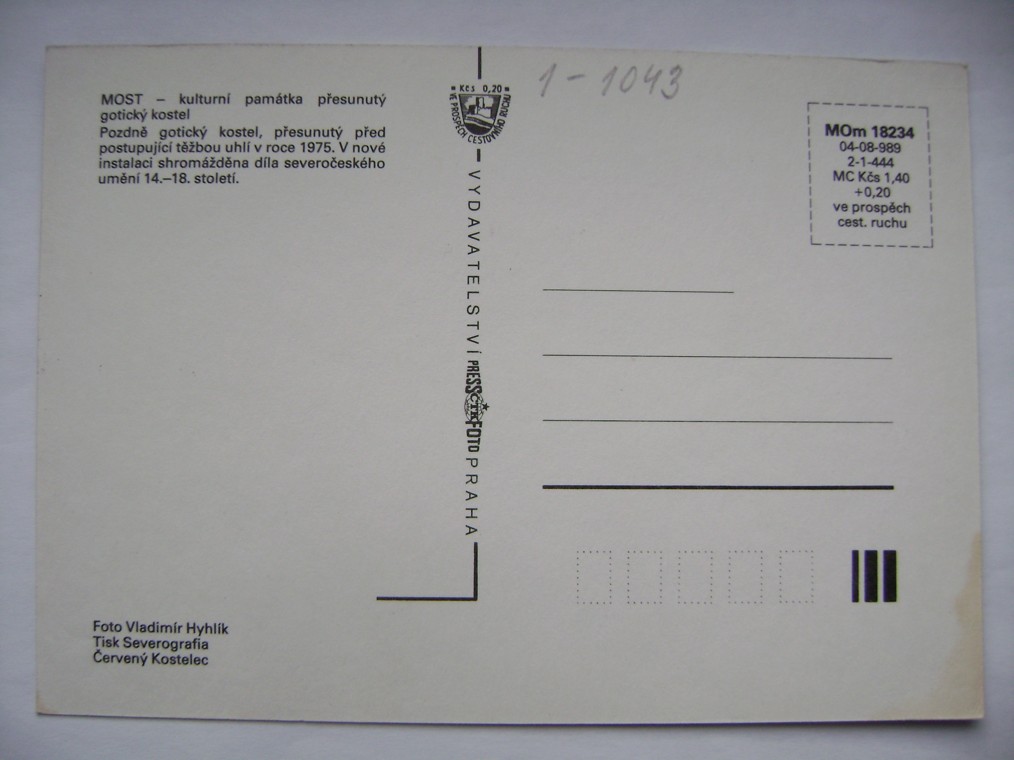 MOST – kulturní památka přesunutý
gotický kostel
Pozdně gotický kostel, přesunutý před
postupující těžbou uhlí v roce 1975. V nové
instalaci shromážděna díla severočeského
umění 14.–18. století.
Foto Vladimír Hyhlík
Tisk Severografia
Červený Kostelec
Kčs 0,20
VE PROSPĚCH CESTOVNÍHO RUCHU
VYDAVATELSTVÍ PRESSFOTO PRAHA
ČTK
1 – 1043
MOm 18234
04-08-989
2-1-444
MC Kčs 1,40
+0,20
ve prospěch
cest. ruchu